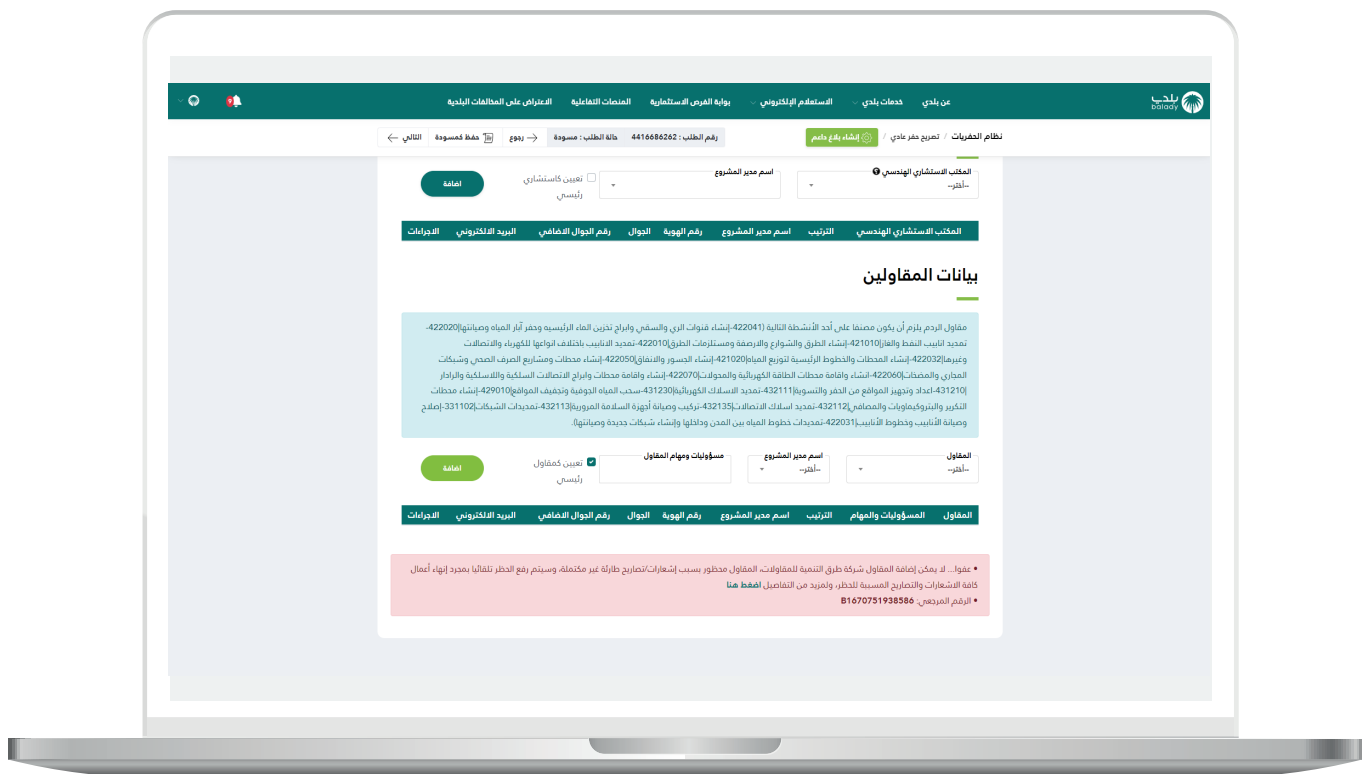 بلدي
balady
عن بلدي خدمات بلدي الاستعلام الإلكتروني بوابة الفرص الاستثمارية المنصات التفاعلية الاعتراض على المخالفات البلدية
9
نظام الحفريات / تصريح حفر عادي / إنشاء بلاغ داعم رقم الطلب : 4416686262 حالة الطلب : مسودة رجوع حفظ كمسودة التالي
المكتب الاستشاري الهندسي
--أختر--
اسم مدير المشروع
تعيين كاستشاري
رئيسي
اضافة
المكتب الاستشاري الهندسي الترتيب اسم مدير المشروع رقم الهوية الجوال رقم الجوال الاضافي البريد الالكتروني الاجراءات
بيانات المقاولين
مقاول الردم يلزم أن يكون مصنفا على أحد الأنشطة التالية (422041-إنشاء قنوات الري والسقي وابراج تخزين الماء الرئيسيه وحفر آبار المياه وصيانتها|422020-
تمديد انابيب النفط والغاز|421010-إنشاء الطرق والشوارع والارصفة ومستلزمات الطرق|422010-تمديد الانابيب باختلاف انواعها للكهرباء والاتصالات
وغيرها|422032-إنشاء المحطات والخطوط الرئيسية لتوزيع المياه|421020-إنشاء الجسور والانفاق|422050-إنشاء محطات ومشاريع الصرف الصحي وشبكات
المجاري والمضخات|422060-انشاء واقامة محطات الطاقة الكهربائية والمحولات|422070-إنشاء واقامة محطات وابراج الاتصالات السلكية واللاسلكية والرادار
|431210-اعداد وتجهيز المواقع من الحفر والتسوية|432111-تمديد الاسلاك الكهربائية|431230-سحب المياه الجوفية وتجفيف المواقع|429010-إنشاء محطات
التكرير والبتروكيماويات والمصافي|432112-تمديد اسلاك الاتصالات|432135-تركيب وصيانة أجهزة السلامة المرورية|432113-تمديدات الشبكات|331102-إصلاح
وصيانة الأنابيب وخطوط الأنابيب|422031-تمديدات خطوط المياه بين المدن وداخلها وإنشاء شبكات جديدة وصيانتها).
المقاول
--أختر--
اسم مدير المشروع
--أختر--
مسؤوليات ومهام المقاول
تعيين كمقاول
رئيسي
اضافة
المقاول المسؤوليات والمهام الترتيب اسم مدير المشروع رقم الهوية الجوال رقم الجوال الاضافي البريد الالكتروني الاجراءات
• عفوا... لا يمكن إضافة المقاول شركة طرق التنمية للمقاولات، المقاول محظور بسبب إشعارات/تصاريح طارئة غير مكتملة، وسيتم رفع الحظر تلقائيا بمجرد إنهاء أعمال
كافة الاشعارات والتصاريح المسببة للحظر، ولمزيد من التفاصيل اضغط هنا
• الرقم المرجعي: B1670751938586